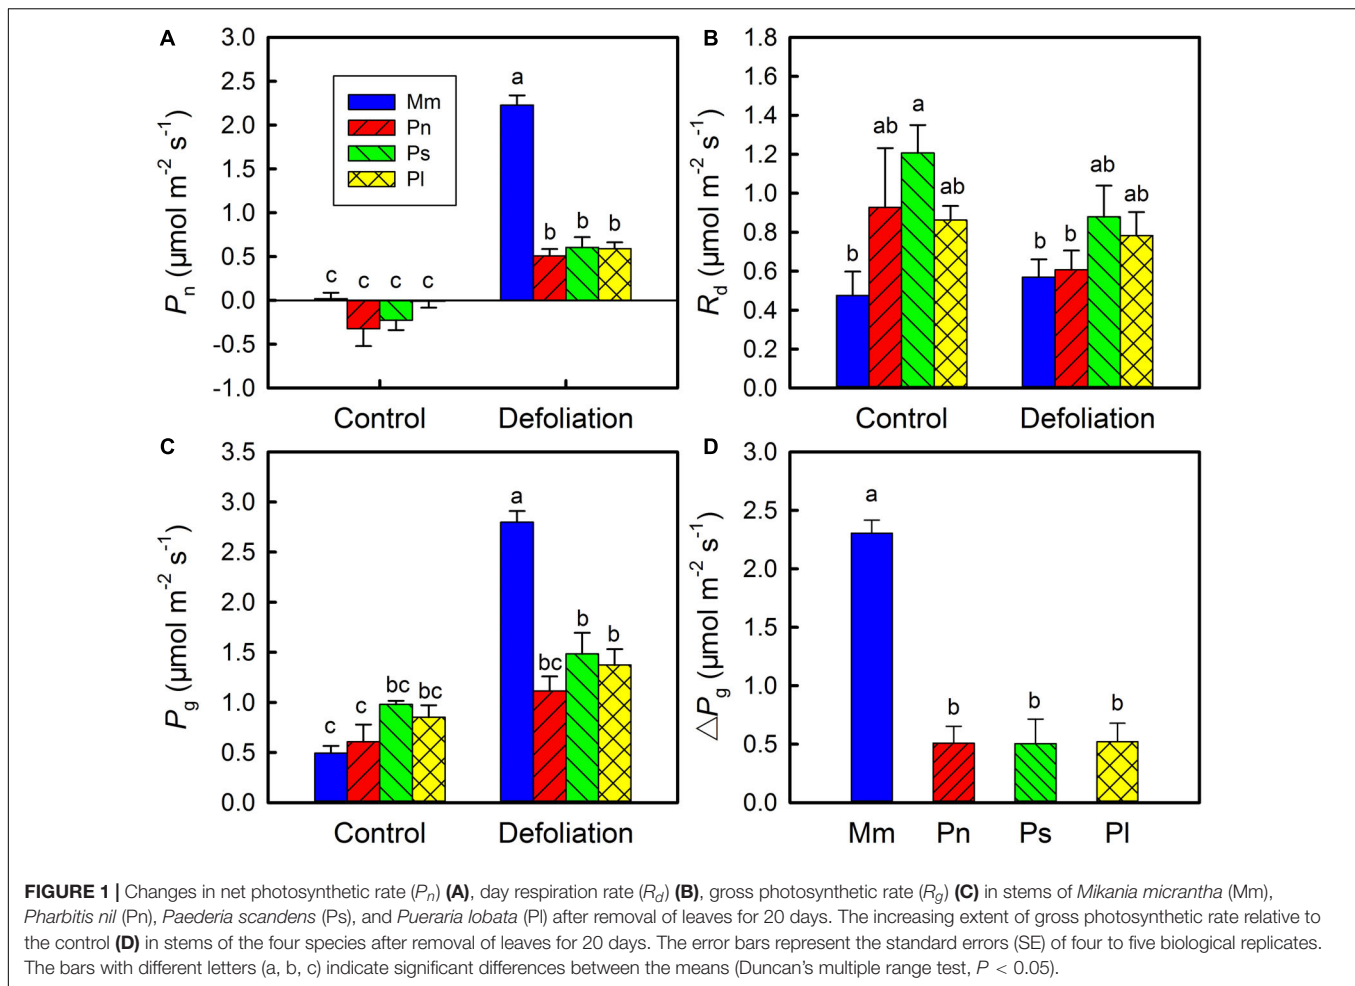 A
3.0
2.5
2.0
1.5
1.0
0.5
0.0
-0.5
-1.0
Pn (µmol m-2 s-1)
Mm
Pn
Ps
Pl
c c c c
a b b b
Control Defoliation
B
1.8
1.6
1.4
1.2
1.0
0.8
0.6
0.4
0.2
0.0
Rd (µmol m-2 s-1)
b ab a ab
b b ab ab
Control Defoliation
C
3.5
3.0
2.5
2.0
1.5
1.0
0.5
0.0
Pg (µmol m-2 s-1)
c c bc bc
a bc b b
Control Defoliation
D
3.0
2.5
2.0
1.5
1.0
0.5
0.0
△Pg (µmol m-2 s-1)
a b b b
Mm Pn Ps Pl
FIGURE 1 | Changes in net photosynthetic rate (Pn) (A), day respiration rate (Rd) (B), gross photosynthetic rate (Rg) (C) in stems of Mikania micrantha (Mm),
Pharbitis nil (Pn), Paederia scandens (Ps), and Pueraria lobata (Pl) after removal of leaves for 20 days. The increasing extent of gross photosynthetic rate relative to
the control (D) in stems of the four species after removal of leaves for 20 days. The error bars represent the standard errors (SE) of four to five biological replicates.
The bars with different letters (a, b, c) indicate significant differences between the means (Duncan's multiple range test, P < 0.05).